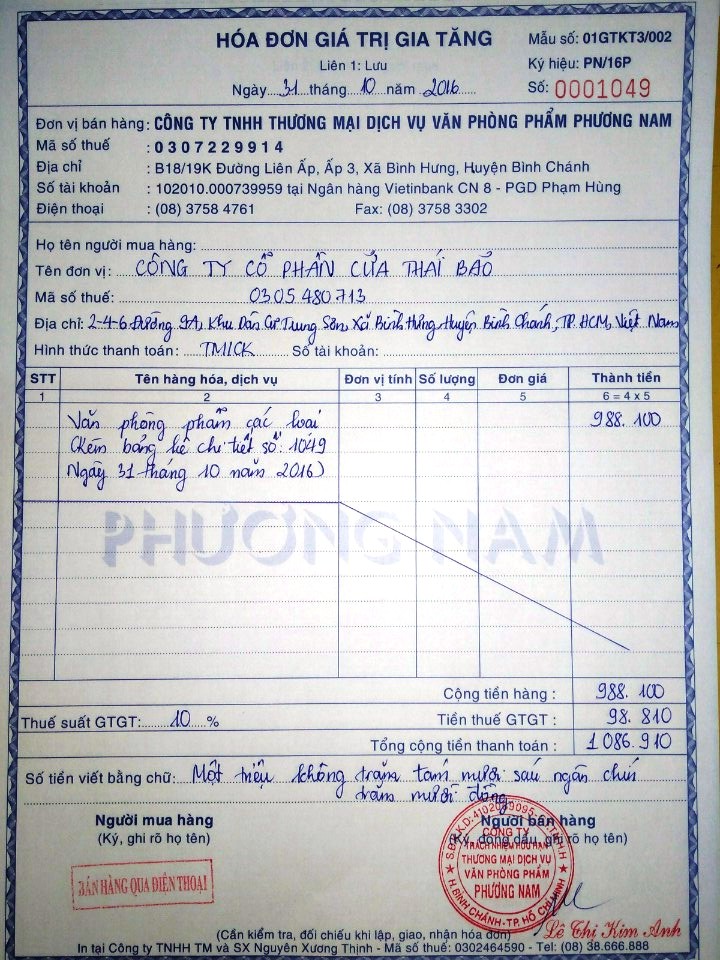 HÓA ĐƠN GIÁ TRỊ GIA TĂNG
Mẫu số: 01GTKT3/002
Liên 1: Lưu
Ký hiệu: PN/16P
Ngày 31 tháng 10 năm 2016
Số: 0001049
Đơn vị bán hàng: CÔNG TY TNHH THƯƠNG MẠI DỊCH VỤ VĂN PHÒNG PHẨM PHƯƠNG NAM
Mã số thuế : 0307229914
Địa chỉ : B18/19K Đường Liên Ấp, Ấp 3, Xã Bình Hưng, Huyện Bình Chánh
Số tài khoản : 102010.000739959 tại Ngân hàng Vietinbank CN 8 - PGD Phạm Hùng
Điện thoại : (08) 3758 4761 Fax: (08) 3758 3302
Họ tên người mua hàng:
Tên đơn vị: CÔNG TY CỔ PHẦN CỬA THÁI BẢO
Mã số thuế: 0305480713
Địa chỉ: 2-4-6 Đường 9A, Khu Dân Cư Trung Sơn, Xã Bình Hưng, Huyện Bình Chánh, TP. HCM, Việt Nam
Hình thức thanh toán: TM/CK Số tài khoản:
STT Tên hàng hóa, dịch vụ Đơn vị tính Số lượng Đơn giá Thành tiền
1 2 3 4 5 6 = 4 x 5
Văn phòng phẩm các loại 988.100
(Kèm bảng kê chi tiết số: 1049
Ngày 31 tháng 10 năm 2016)
PHƯƠNG NAM
Cộng tiền hàng : 988.100
Thuế suất GTGT: 10 % Tiền thuế GTGT : 98.810
Tổng cộng tiền thanh toán : 1086.910
Số tiền viết bằng chữ: Một triệu không trăm tám mươi sáu ngàn chín
trăm mười đồng
Người mua hàng Người bán hàng
(Ký, ghi rõ họ tên) (Ký, đóng dấu, ghi rõ họ tên)
BÁN HÀNG QUA ĐIỆN THOẠI
CÔNG TY
TRÁCH NHIỆM HỮU HẠN
THƯƠNG MẠI DỊCH VỤ
VĂN PHÒNG PHẨM
PHƯƠNG NAM
H.BÌNH CHÁNH-TP.HỒ CHÍ MINH
Lê Thị Kim Anh
(Cần kiểm tra, đối chiếu khi lập, giao, nhận hóa đơn)
In tại Công ty TNHH TM và SX Nguyên Xương Thịnh - Mã số thuế: 0302464590 - Tel: (08) 38.666.888